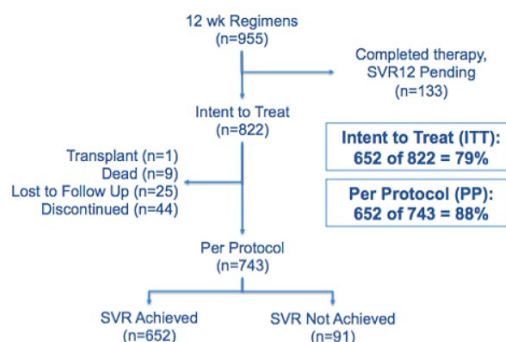 12 wk Regimens
(n=955)
Completed therapy,
SVR12 Pending
(n=133)
Intent to Treat
(n=822)
Intent to Treat (ITT):
652 of 822 = 79%
Transplant (n=1)
Dead (n=9)
Lost to Follow Up (n=25)
Discontinued (n=44)
Per Protocol (PP):
652 of 743 = 88%
Per Protocol
(n=743)
SVR Achieved
(n=652)
SVR Not Achieved
(n=91)